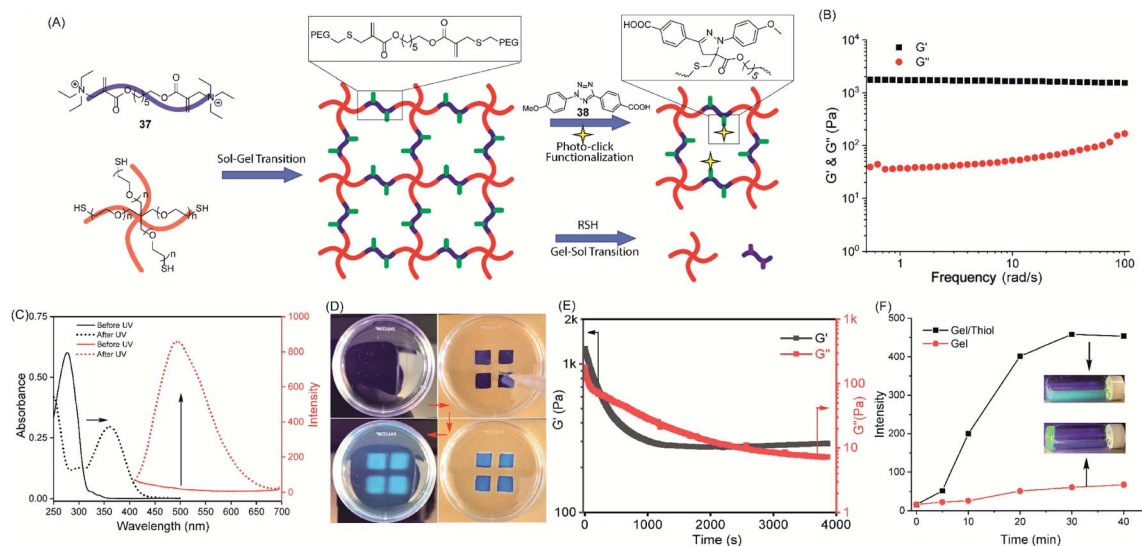 (A)
PEG
S
O
O
5
O
O
S
PEG
HOOC
N
N
O
S
O
O
5
N
O
O
5
O
O
N
37
SH
O
n
HS
O
n
O
n
SH
O
n
SH
Sol-Gel Transition
MeO
N
N
N
N
COOH
38
Photo-click
Functionalization
RSH
Gel-Sol Transition
(B)
G' & G'' (Pa)
10⁴
10³
10²
10¹
10⁰
G'
G''
1
10
100
Frequency (rad/s)
(C)
Absorbance
0.75
0.50
0.25
0.00
Before UV
After UV
Before UV
After UV
1000
800
600
400
200
0
Intensity
250 300 350 400 450 500 550 600 650 700
Wavelength (nm)
(D)
(E)
G' (Pa)
2k
1k
100
G'
G''
1k
100
10
1
G''(Pa)
0 1000 2000 3000 4000
Time (s)
(F)
Intensity
500
400
300
200
100
0
Gel/Thiol
Gel
0 10 20 30 40
Time (min)